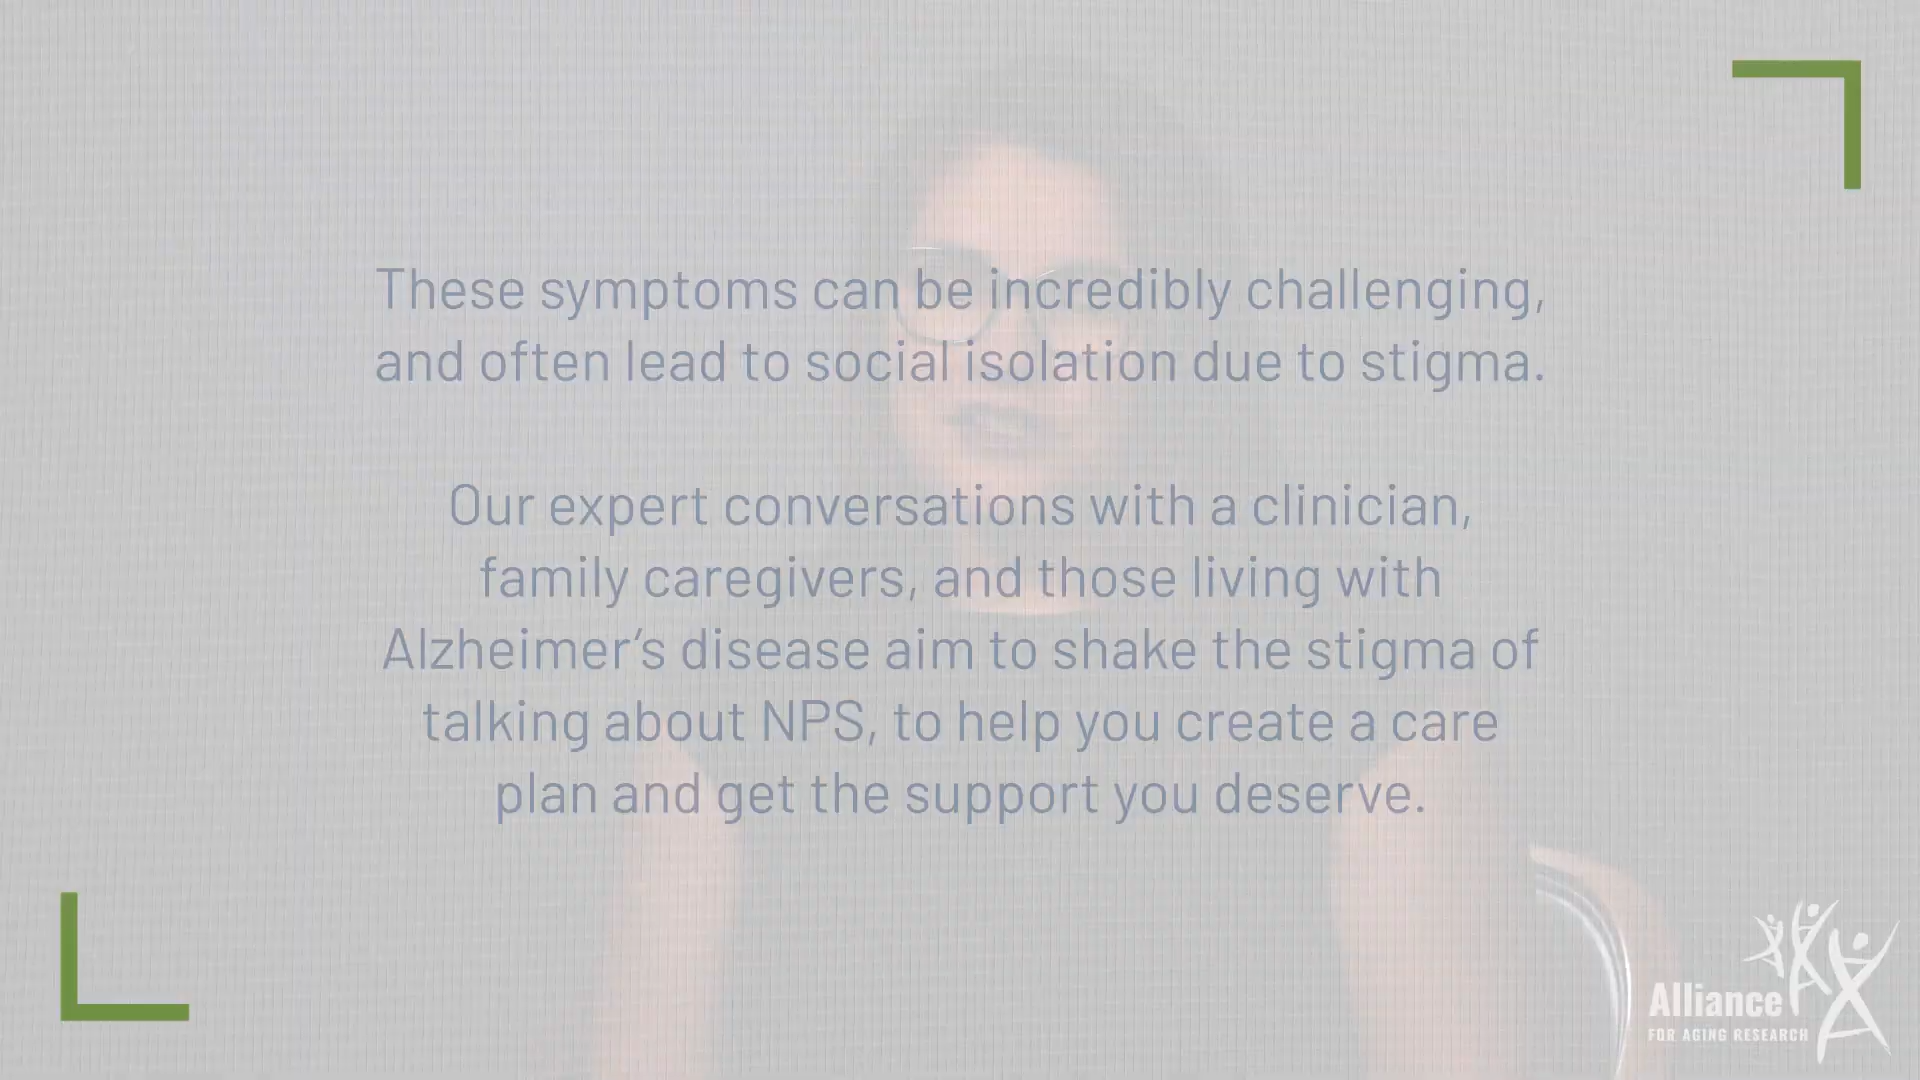 These symptoms can be incredibly challenging,
and often lead to social isolation due to stigma.
Our expert conversations with a clinician,
family caregivers, and those living with
Alzheimer’s disease aim to shake the stigma of
talking about NPS, to help you create a care
plan and get the support you deserve.
Alliance
FOR AGING RESEARCH